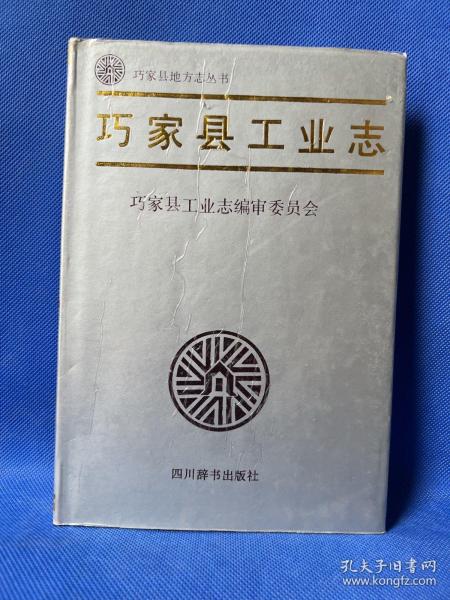 巧家县地方志丛书
巧家县工业志
巧家县工业志编审委员会
四川辞书出版社
孔夫子旧书网
www.kongfz.com